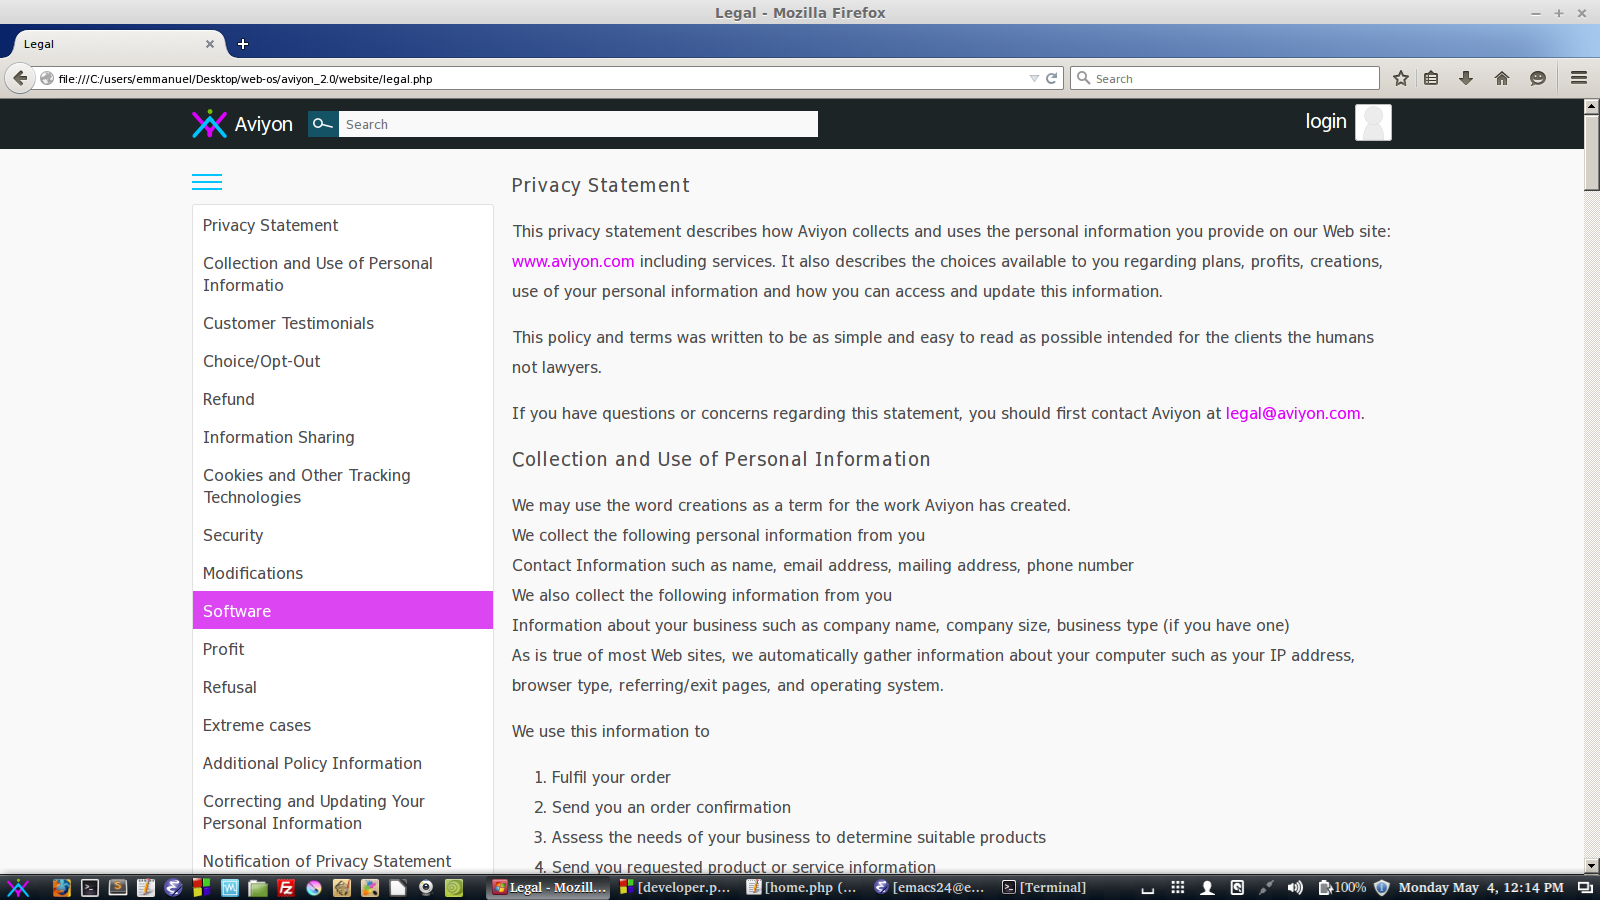 Legal - Mozilla Firefox
Legal
file:///C:/users/emmanuel/Desktop/web-os/aviyon_2.0/website/legal.php
Search
Aviyon
Search
login
Privacy Statement
Collection and Use of Personal
Informatio
Customer Testimonials
Choice/Opt-Out
Refund
Information Sharing
Cookies and Other Tracking
Technologies
Security
Modifications
Software
Profit
Refusal
Extreme cases
Additional Policy Information
Correcting and Updating Your
Personal Information
Notification of Privacy Statement
Privacy Statement
This privacy statement describes how Aviyon collects and uses the personal information you provide on our Web site:
www.aviyon.com including services. It also describes the choices available to you regarding plans, profits, creations,
use of your personal information and how you can access and update this information.
This policy and terms was written to be as simple and easy to read as possible intended for the clients the humans
not lawyers.
If you have questions or concerns regarding this statement, you should first contact Aviyon at legal@aviyon.com.
Collection and Use of Personal Information
We may use the word creations as a term for the work Aviyon has created.
We collect the following personal information from you
Contact Information such as name, email address, mailing address, phone number
We also collect the following information from you
Information about your business such as company name, company size, business type (if you have one)
As is true of most Web sites, we automatically gather information about your computer such as your IP address,
browser type, referring/exit pages, and operating system.
We use this information to
1. Fulfil your order
2. Send you an order confirmation
3. Assess the needs of your business to determine suitable products
4. Send you requested product or service information
Legal - Mozill...
[developer.p...
[home.php (...
[emacs24@e...
[Terminal]
100%
Monday May  4, 12:14 PM